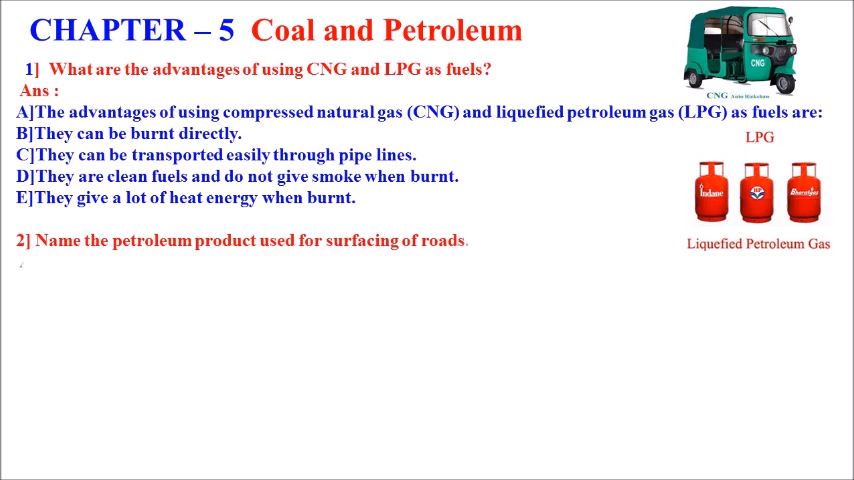 CHAPTER – 5 Coal and Petroleum
1] What are the advantages of using CNG and LPG as fuels?
Ans :
A]The advantages of using compressed natural gas (CNG) and liquefied petroleum gas (LPG) as fuels are:
B]They can be burnt directly.
C]They can be transported easily through pipe lines.
D]They are clean fuels and do not give smoke when burnt.
E]They give a lot of heat energy when burnt.
2] Name the petroleum product used for surfacing of roads.
CNG
CNG Auto Rickshaw
LPG
Indane
HP
Bharatgas
Liquefied Petroleum Gas